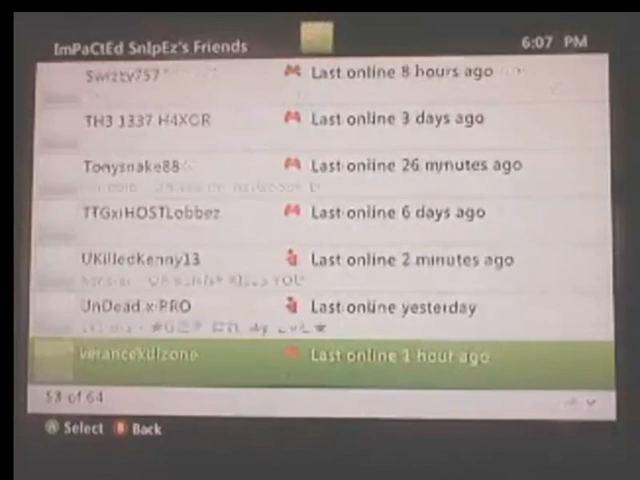 ImPaCtEd SnIpEz's Friends
6:07 PM
Swizty757 Last online 8 hours ago
TH3 1337 H4XOR Last online 3 days ago
Tonysnake88 Last online 26 minutes ago
TTGxiHOSTLobbez Last online 6 days ago
UKilledKenny13 Last online 2 minutes ago
UnDead x PRO Last online yesterday
Last online 1 hour ago
53 of 64
A Select B Back